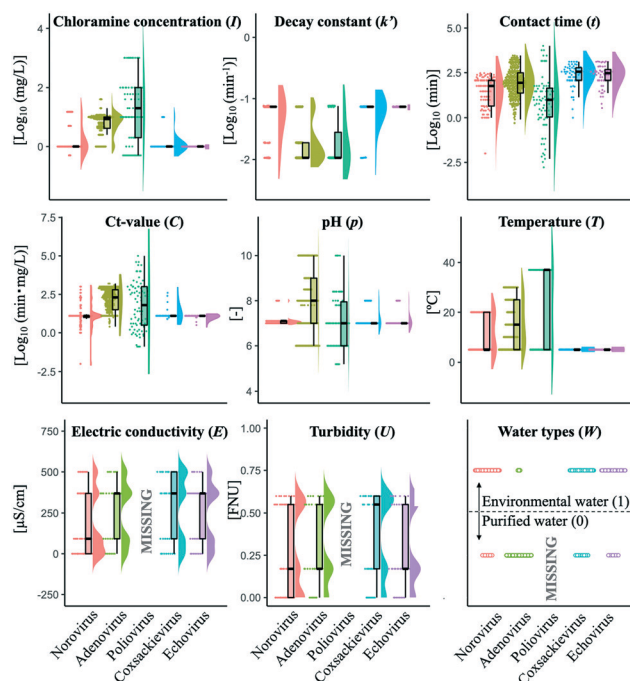 Chloramine concentration (I)
[Log10 (mg/L)]
4
2
0
Decay constant (k')
[Log10 (min-1)]
0
-1
-2
Contact time (t)
[Log10 (min)]
5.0
2.5
0.0
-2.5
Ct-value (C)
[Log10 (min·mg/L)]
7.5
5.0
2.5
0.0
-2.5
pH (p)
[-]
10
8
6
4
Temperature (T)
[ºC]
40
20
0
Electric conductivity (E)
[µS/cm]
750
500
250
0
-250
MISSING
Turbidity (U)
[FNU]
1.00
0.75
0.50
0.25
0.00
MISSING
Water types (W)
Environmental water (1)
Purified water (0)
MISSING
Norovirus
Adenovirus
Poliovirus
Coxsackievirus
Echovirus
Norovirus
Adenovirus
Poliovirus
Coxsackievirus
Echovirus
Norovirus
Adenovirus
Poliovirus
Coxsackievirus
Echovirus